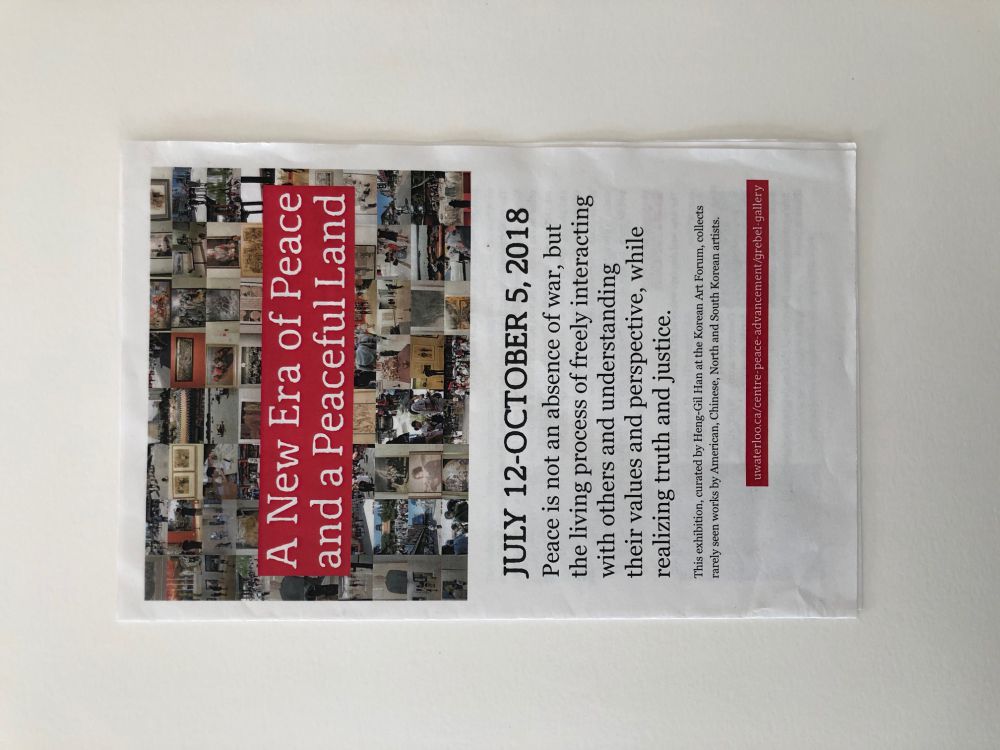 A New Era of Peace
and a Peaceful Land
JULY 12-OCTOBER 5, 2018
Peace is not an absence of war, but
the living process of freely interacting
with others and understanding
their values and perspective, while
realizing truth and justice.
This exhibition, curated by Heng-Gil Han at the Korean Art Forum, collects
rarely seen works by American, Chinese, North and South Korean artists.
uwaterloo.ca/centre-peace-advancement/grebel-gallery